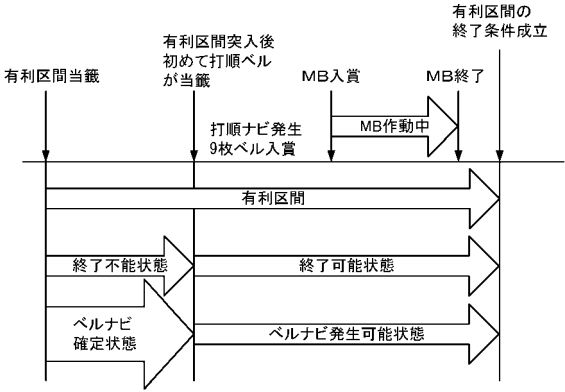 有利区間の
終了条件成立
有利区間突入後
初めて打順ベル
が当籤
有利区間当籤
MB入賞
MB終了
打順ナビ発生
9枚ベル入賞
MB作動中
有利区間
終了不能状態
終了可能状態
ベルナビ
確定状態
ベルナビ発生可能状態